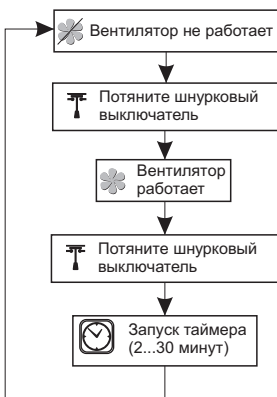 Вентилятор не работает
Потяните шнурковый
выключатель
Вентилятор
работает
Потяните шнурковый
выключатель
Запуск таймера
(2...30 минут)